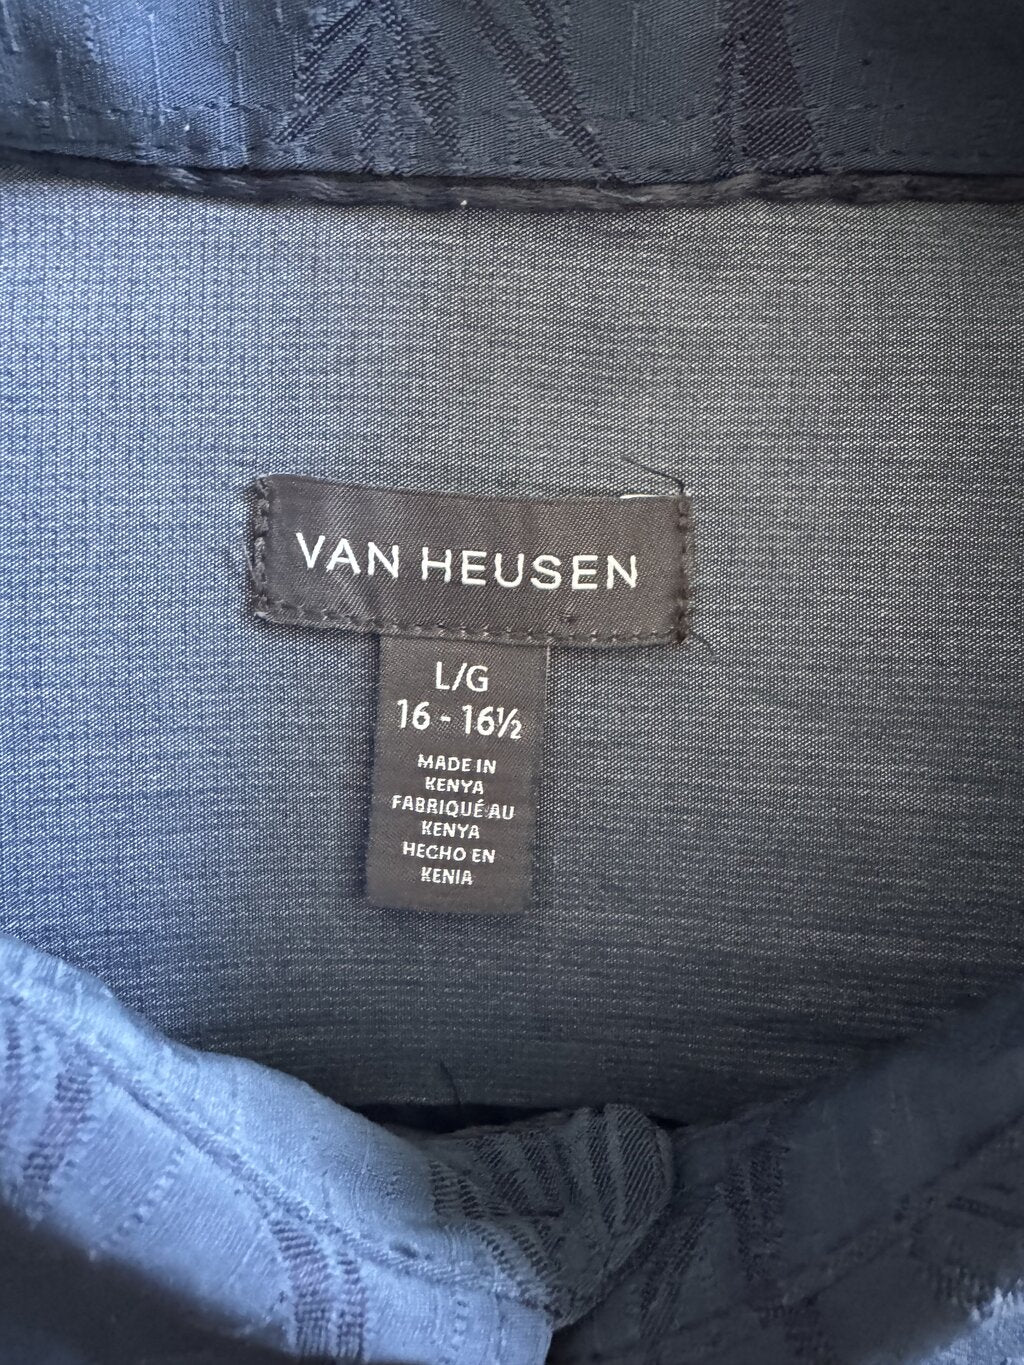 VAN HEUSEN
L/G
16 - 16½
MADE IN
KENYA
FABRIQUÉ AU
KENYA
HECHO EN
KENIA